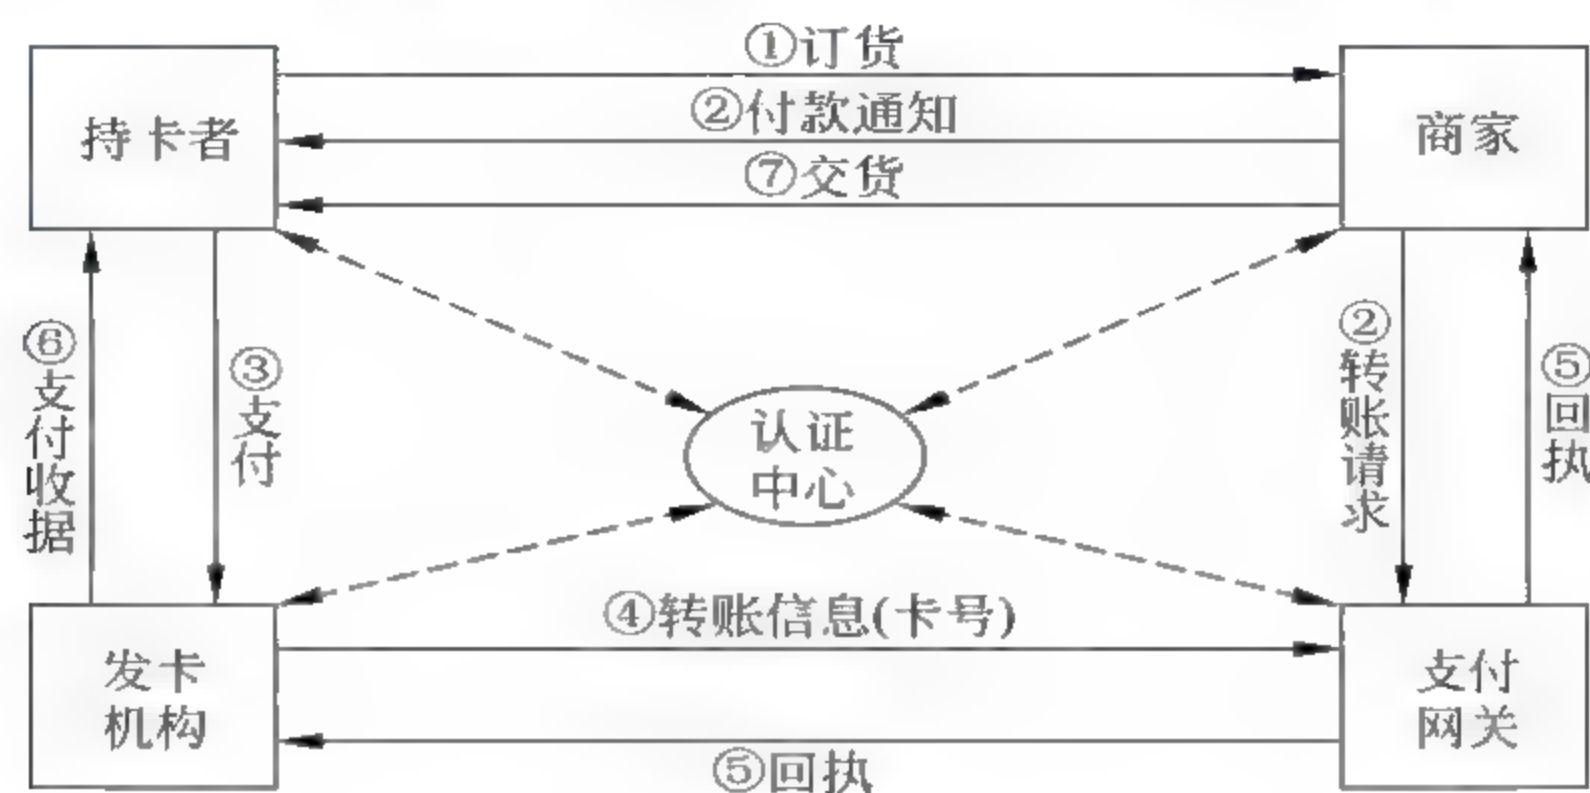 ①订货
持卡者
②付款通知
商家
⑦交货
⑥支付收据
③支付
认证
中心
②转账请求
⑤回执
④转账信息(卡号)
发卡
机构
支付
网关
⑤回执